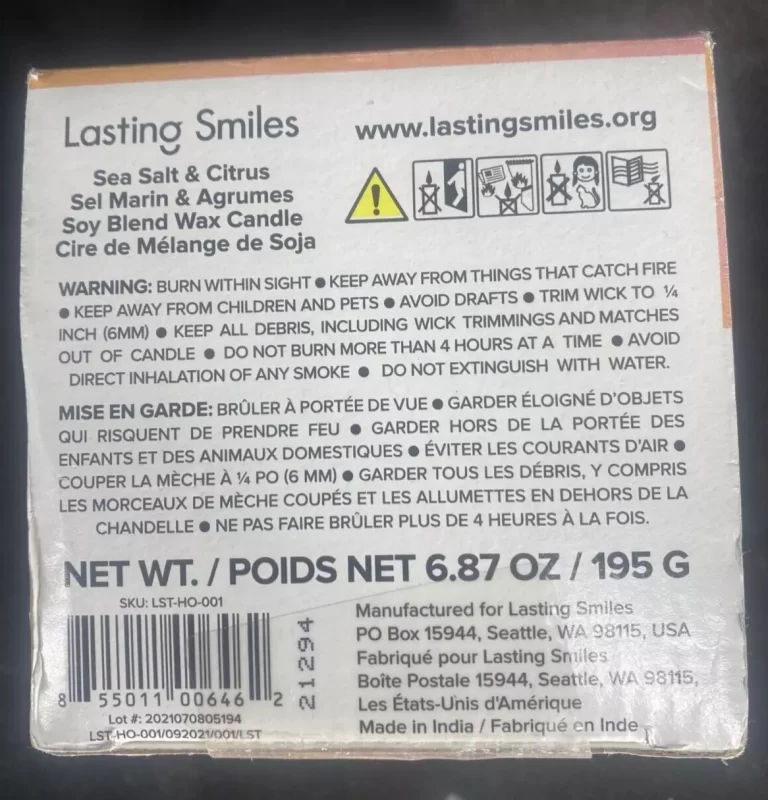 Lasting Smiles
www.lastingsmiles.org
Sea Salt & Citrus
Sel Marin & Agrumes
Soy Blend Wax Candle
Cire de Mélange de Soja
WARNING: BURN WITHIN SIGHT ● KEEP AWAY FROM THINGS THAT CATCH FIRE
● KEEP AWAY FROM CHILDREN AND PETS ● AVOID DRAFTS ● TRIM WICK TO ¼
INCH (6MM) ● KEEP ALL DEBRIS, INCLUDING WICK TRIMMINGS AND MATCHES
OUT OF CANDLE ● DO NOT BURN MORE THAN 4 HOURS AT A TIME ● AVOID
DIRECT INHALATION OF ANY SMOKE ● DO NOT EXTINGUISH WITH WATER.
MISE EN GARDE: BRÛLER À PORTÉE DE VUE ● GARDER ÉLOIGNÉ D'OBJETS
QUI RISQUENT DE PRENDRE FEU ● GARDER HORS DE LA PORTÉE DES
ENFANTS ET DES ANIMAUX DOMESTIQUES ● ÉVITER LES COURANTS D'AIR ●
COUPER LA MÈCHE À ¼ PO (6 MM) ● GARDER TOUS LES DÉBRIS, Y COMPRIS
LES MORCEAUX DE MÈCHE COUPÉS ET LES ALLUMETTES EN DEHORS DE LA
CHANDELLE ● NE PAS FAIRE BRÛLER PLUS DE 4 HEURES À LA FOIS.
NET WT. / POIDS NET 6.87 OZ / 195 G
SKU: LST-HO-001
8 55011 00646 2
21294
Lot #: 2021070805194
LST-HO-001/092021/001/LST
Manufactured for Lasting Smiles
PO Box 15944, Seattle, WA 98115, USA
Fabriqué pour Lasting Smiles
Boîte Postale 15944, Seattle, WA 98115,
Les États-Unis d'Amérique
Made in India / Fabriqué en Inde